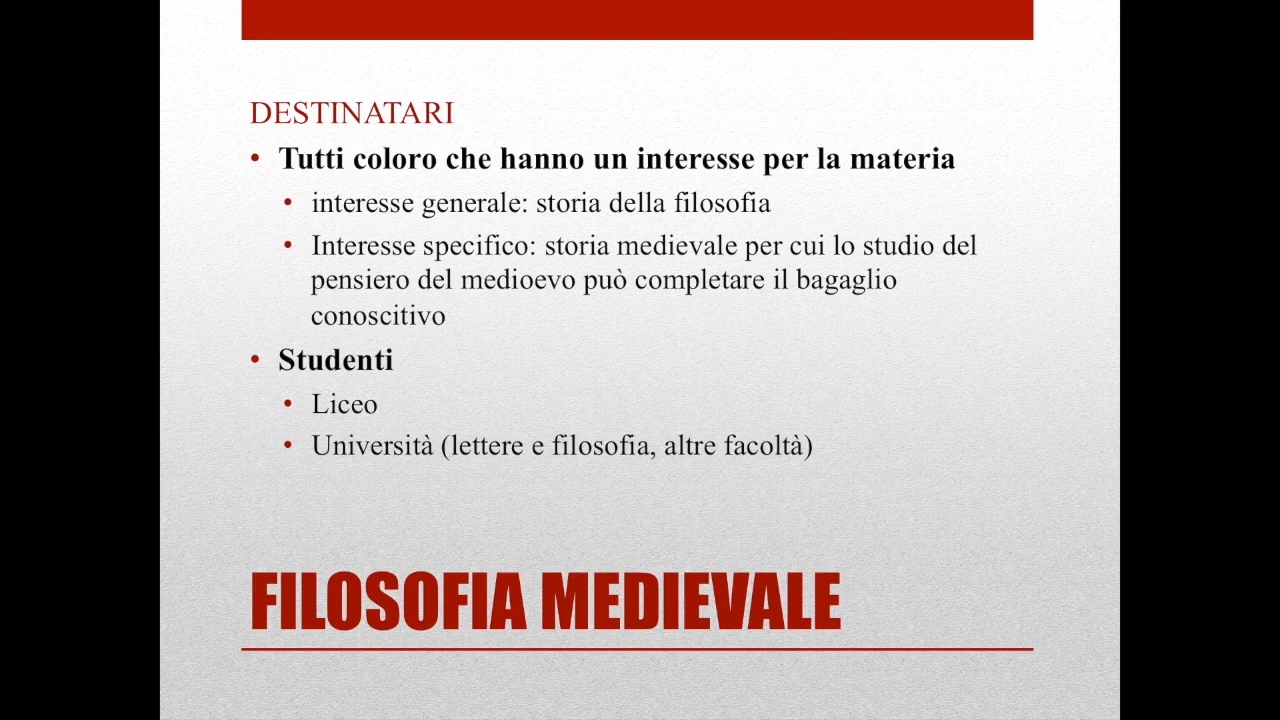 DESTINATARI
• Tutti coloro che hanno un interesse per la materia
• interesse generale: storia della filosofia
• Interesse specifico: storia medievale per cui lo studio del
pensiero del medioevo può completare il bagaglio
conoscitivo
• Studenti
• Liceo
• Università (lettere e filosofia, altre facoltà)
FILOSOFIA MEDIEVALE